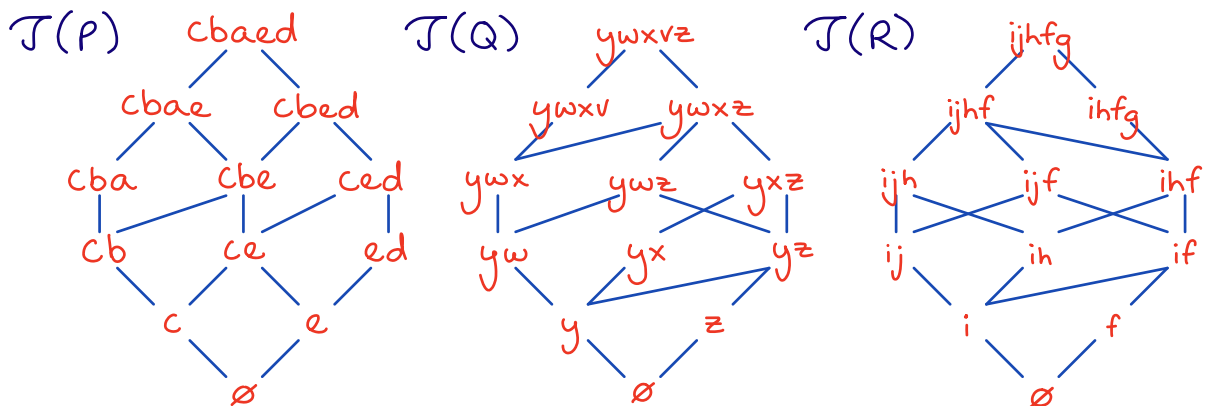 J(P) J(Q) J(R)
cbaed ywxvz ijhfg
cbae cbed ywxv ywxz ijhf ihfg
cba cbe ced ywx ywz yxz ijh ijf ihf
cb ce ed yw yx yz ij ih if
c e y z i f
∅ ∅ ∅